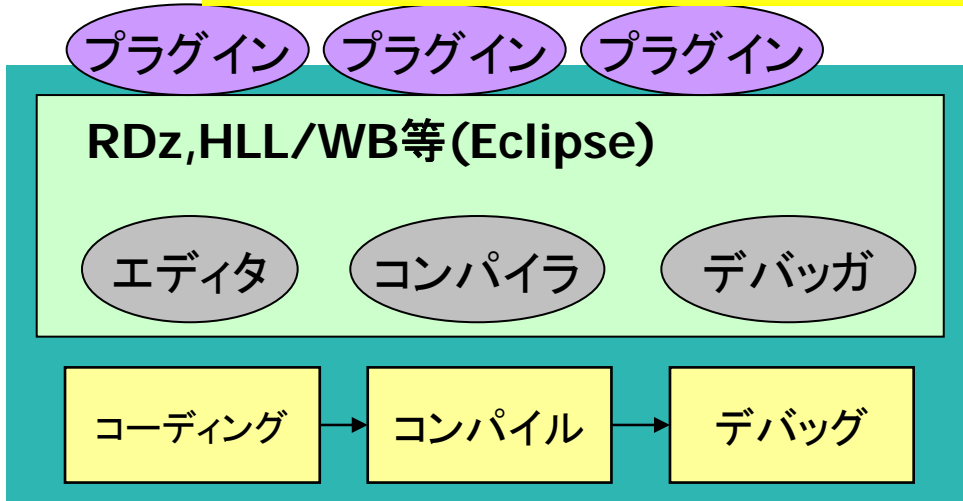 プラグイン プラグイン プラグイン
RDz,HLL/WB等(Eclipse)
エディタ コンパイラ デバッガ
コーディング コンパイル デバッグ